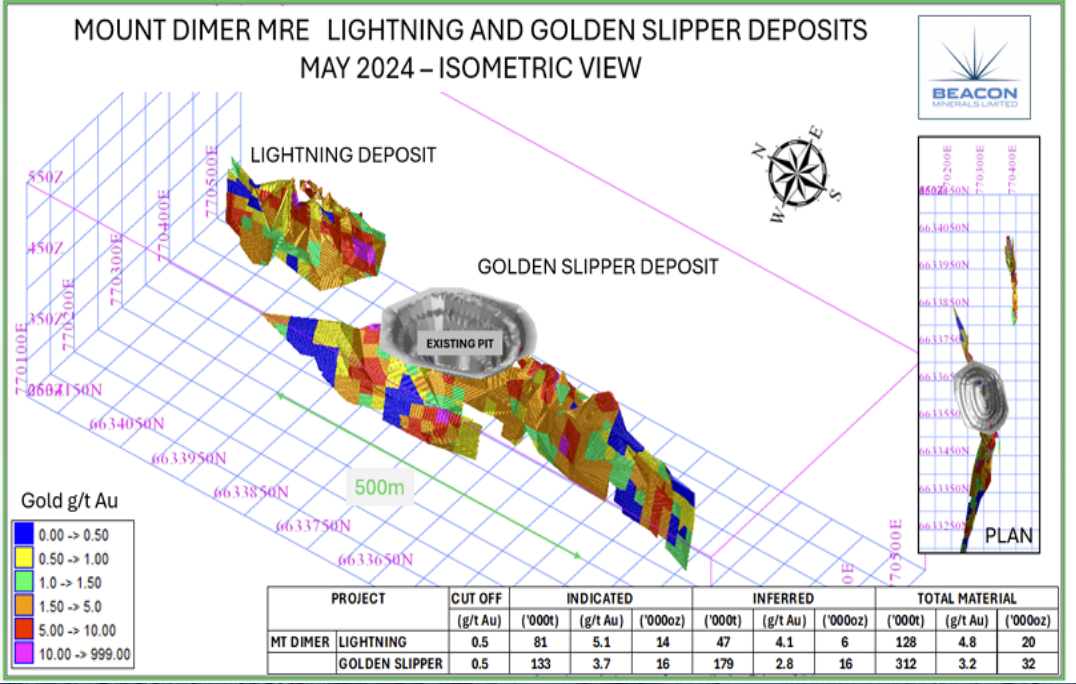 MOUNT DIMER MRE LIGHTNING AND GOLDEN SLIPPER DEPOSITS
MAY 2024 – ISOMETRIC VIEW
BEACON
MINERALS LIMITED
LIGHTNING DEPOSIT
GOLDEN SLIPPER DEPOSIT
EXISTING PIT
N
E
S
W
550Z
450Z
350Z
770100E
770300E
770400E
770500E
6634050N
6633950N
6633850N
6633750N
6633650N
500m
770500E
770300E
770400E
6634050N
6633950N
6633850N
6633450N
6633350N
PLAN
Gold g/t Au
0.00 -> 0.50
0.50 -> 1.00
1.0 -> 1.50
1.50 -> 5.0
5.00 -> 10.00
10.00 -> 999.00
PROJECT CUT OFF INDICATED INFERRED TOTAL MATERIAL
(g/t Au) ('000t) (g/t Au) ('000oz) ('000t) (g/t Au) ('000oz) ('000t) (g/t Au) ('000oz)
MT DIMER LIGHTNING 0.5 81 5.1 14 47 4.1 6 128 4.8 20
GOLDEN SLIPPER 0.5 133 3.7 16 179 2.8 16 312 3.2 32